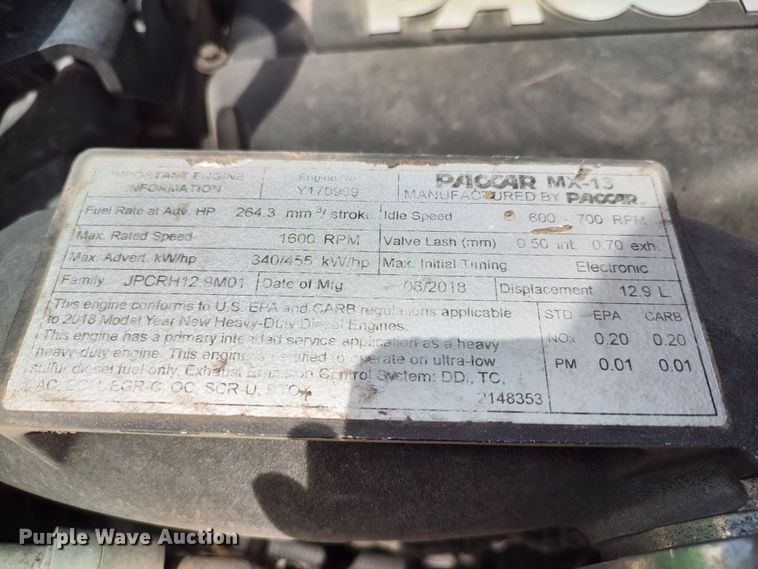 IMPORTANT ENGINE
INFORMATION
Engine No
Y170969
PACCAR MX-13
MANUFACTURED BY PACCAR
Fuel Rate at Adv. HP 264.3 mm³/ stroke
Idle Speed 600 - 700 RPM
Max. Rated Speed 1600 RPM
Valve Lash (mm) 0.50 int. 0.70 exh.
Max. Advert. kW/hp 340/455 kW/hp
Max. Initial Timing Electronic
Family JPCRH12.9M01
Date of Mfg. 06/2018
Displacement 12.9 L.
This engine conforms to U.S. EPA and CARB regulations applicable
to 2018 Model Year New Heavy-Duty Diesel Engines.
This engine has a primary intended service application as a heavy
heavy-duty engine. This engine is certified to operate on ultra-low
sulfur diesel fuel only. Exhaust Emission Control System: DDI, TC,
CAC, ECM, EGR-C, OC, SCR-U, PTOX
2148353
STD EPA CARB
NOx 0.20 0.20
PM 0.01 0.01
Purple Wave Auction